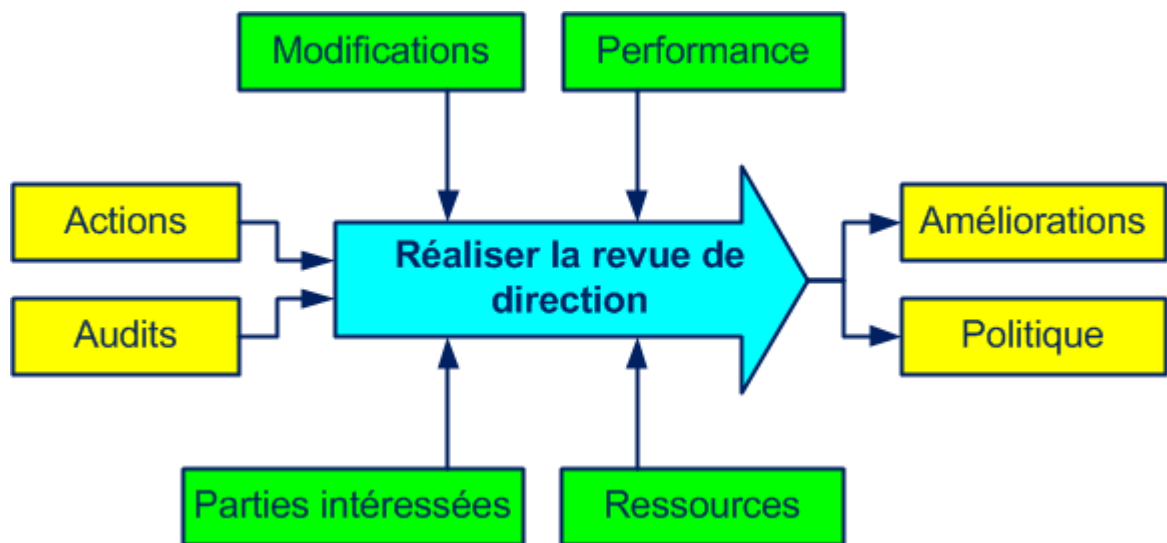 Modifications
Performance
Actions
Réaliser la revue de
direction
Améliorations
Audits
Politique
Parties intéressées
Ressources